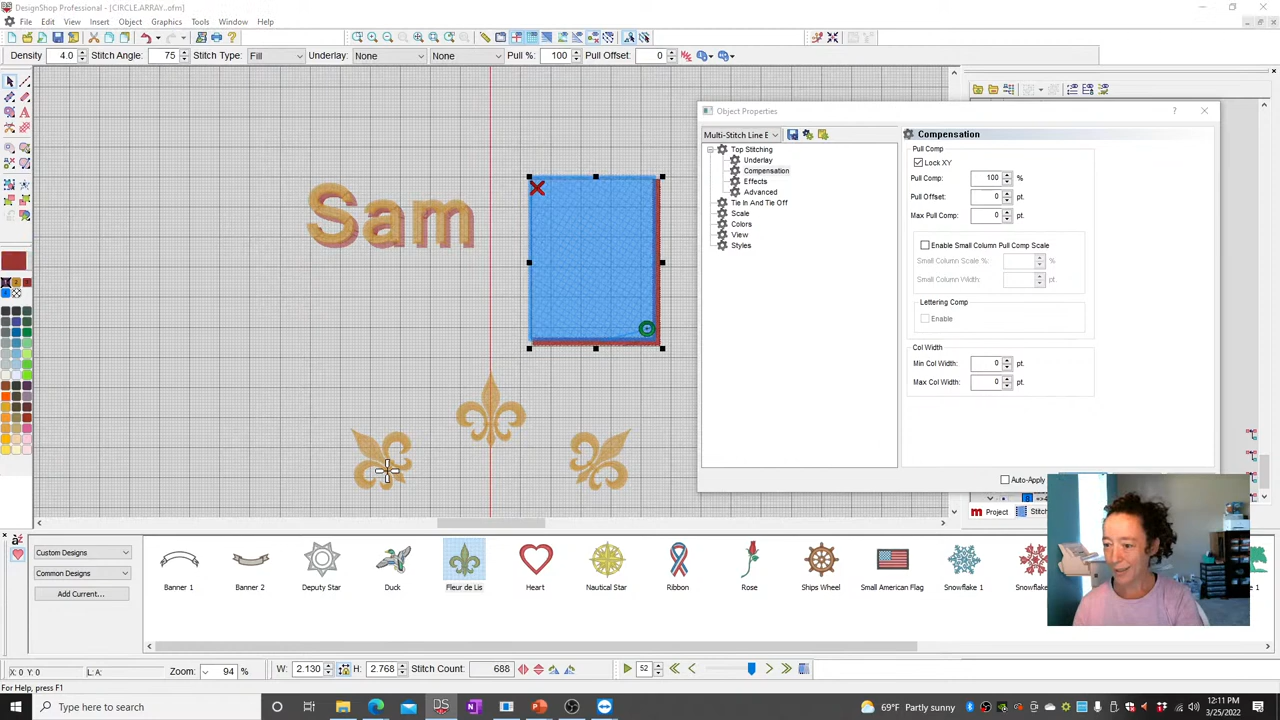 DesignShop Professional - [CIRCLE.ARRAY..ofm]
File Edit View Insert Object Graphics Tools Window Help
Density 4.0 Stitch Angle: 75 Stitch Type: Fill Underlay: None None Pull %: 100 Pull Offset: 0
Object Properties ?
Multi-Stitch Line E
Compensation
Top Stitching
Underlay
Compensation
Effects
Advanced
Tie In And Tie Off
Scale
Colors
View
Styles
Pull Comp
Lock XY
Pull Comp: 100 %
Pull Offset: 0 pt.
Max Pull Comp: 0 pt.
Enable Small Column Pull Comp Scale
Small Column Scale %: %
Small Column Width: pt.
Lettering Comp
Enable
Col Width
Min Col Width: 0 pt.
Max Col Width: 0 pt.
Auto-Apply
Sam
Project Stitch
Custom Designs
Common Designs
Add Current...
Banner 1 Banner 2 Deputy Star Duck Fleur de Lis Heart Nautical Star Ribbon Rose Ships Wheel Small American Flag Snowflake 1
X: 0 Y: 0 L: A: Zoom: 94 W: 2.130 H: 2.768 Stitch Count: 688 52
For Help, press F1
Type here to search
69°F Partly sunny
12:11 PM
3/25/2022